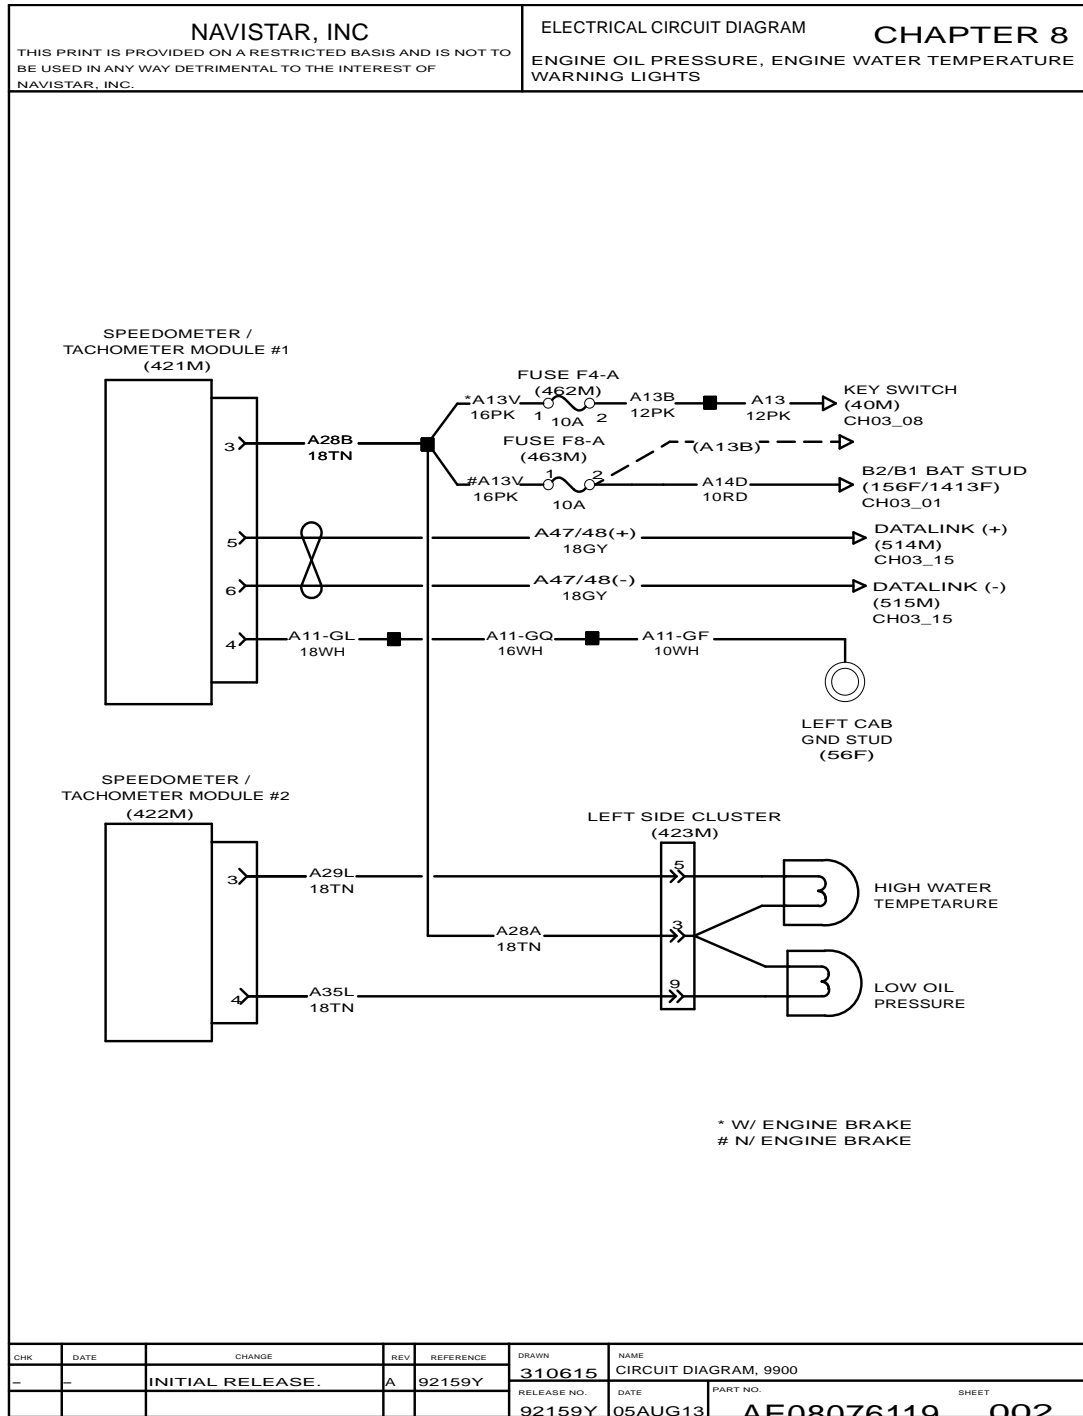 NAVISTAR, INC
THIS PRINT IS PROVIDED ON A RESTRICTED BASIS AND IS NOT TO
BE USED IN ANY WAY DETRIMENTAL TO THE INTEREST OF
NAVISTAR, INC.
ELECTRICAL CIRCUIT DIAGRAM
CHAPTER 8
ENGINE OIL PRESSURE, ENGINE WATER TEMPERATURE
WARNING LIGHTS
SPEEDOMETER /
TACHOMETER MODULE #1
(421M)
3
A28B
18TN
*A13V
16PK
FUSE F4-A
(462M)
1
10A
2
A13B
12PK
A13
12PK
KEY SWITCH
(40M)
CH03_08
FUSE F8-A
(463M)
#A13V
16PK
1
2
10A
(A13B)
A14D
10RD
B2/B1 BAT STUD
(156F/1413F)
CH03_01
5
A47/48(+)
18GY
DATALINK (+)
(514M)
CH03_15
6
A47/48(-)
18GY
DATALINK (-)
(515M)
CH03_15
4
A11-GL
18WH
A11-GQ
16WH
A11-GF
10WH
LEFT CAB
GND STUD
(56F)
SPEEDOMETER /
TACHOMETER MODULE #2
(422M)
LEFT SIDE CLUSTER
(423M)
3
A29L
18TN
5
HIGH WATER
TEMPETARURE
A28A
18TN
3
4
A35L
18TN
9
LOW OIL
PRESSURE
* W/ ENGINE BRAKE
# N/ ENGINE BRAKE
CHK
DATE
CHANGE
REV
REFERENCE
DRAWN
NAME
–
–
INITIAL RELEASE.
A
92159Y
310615
CIRCUIT DIAGRAM, 9900
RELEASE NO.
DATE
PART NO.
SHEET
92159Y
05AUG13
AE08076119
002